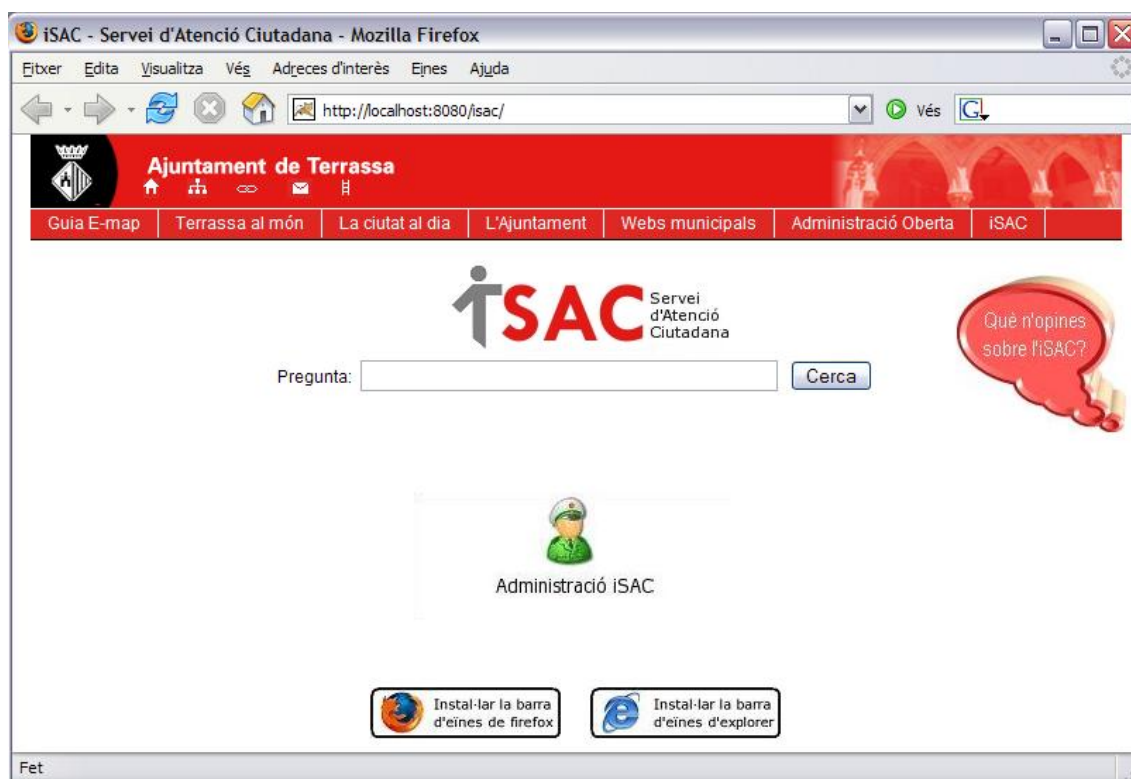 iSAC - Servei d'Atenció Ciutadana - Mozilla Firefox
Fitxer Edita Visualitza Vés Adreces d'interès Eines Ajuda
http://localhost:8080/isac/ Vés G
Ajuntament de Terrassa
Guia E-map Terrassa al món La ciutat al dia L'Ajuntament Webs municipals Administració Oberta iSAC
iSAC Servei
d'Atenció
Ciutadana
Què n'opines
sobre l'iSAC?
Pregunta: Cerca
Administració iSAC
Instal·lar la barra
d'eïnes de firefox
Instal·lar la barra
d'eïnes d'explorer
Fet